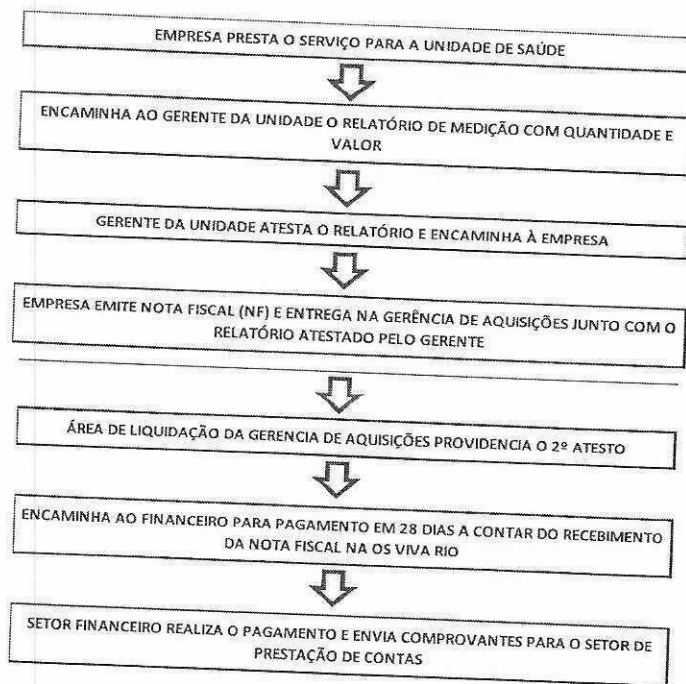 EMPRESA PRESTA O SERVIÇO PARA A UNIDADE DE SAÚDE
ENCAMINHA AO GERENTE DA UNIDADE O RELATÓRIO DE MEDIÇÃO COM QUANTIDADE E
VALOR
GERENTE DA UNIDADE ATESTA O RELATÓRIO E ENCAMINHA À EMPRESA
EMPRESA EMITE NOTA FISCAL (NF) E ENTREGA NA GERÊNCIA DE AQUISIÇÕES JUNTO COM O
RELATÓRIO ATESTADO PELO GERENTE
ÁREA DE LIQUIDAÇÃO DA GERENCIA DE AQUISIÇÕES PROVIDENCIA O 2º ATESTO
ENCAMINHA AO FINANCEIRO PARA PAGAMENTO EM 28 DIAS A CONTAR DO RECEBIMENTO
DA NOTA FISCAL NA OS VIVA RIO
SETOR FINANCEIRO REALIZA O PAGAMENTO E ENVIA COMPROVANTES PARA O SETOR DE
PRESTAÇÃO DE CONTAS